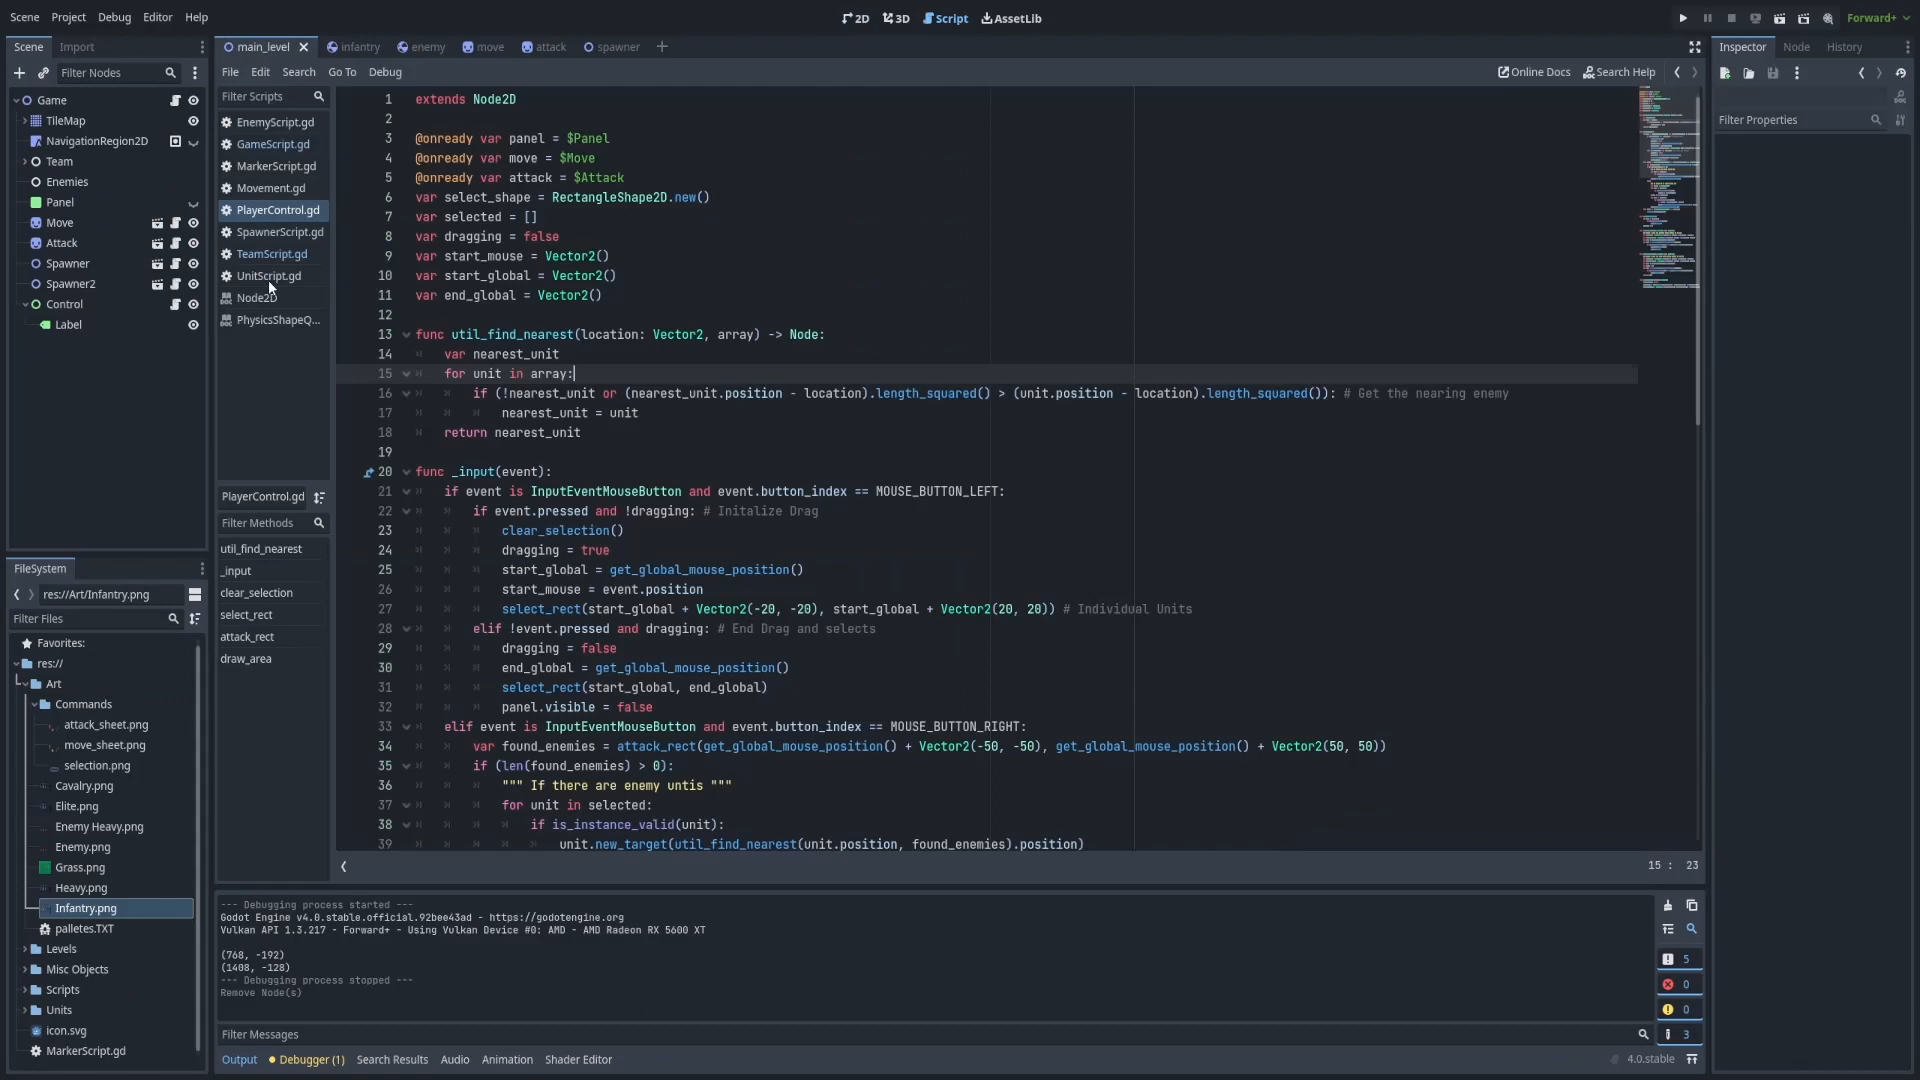 Scene Project Debug Editor Help
2D 3D Script AssetLib
Forward+
Scene Import
main_level infantry enemy move attack spawner
Inspector Node History
Filter Nodes
File Edit Search Go To Debug
Online Docs Search Help
Game
TileMap
NavigationRegion2D
Team
Enemies
Panel
Move
Attack
Spawner
Spawner2
Control
Label
Filter Scripts
EnemyScript.gd
GameScript.gd
MarkerScript.gd
Movement.gd
PlayerControl.gd
SpawnerScript.gd
TeamScript.gd
UnitScript.gd
Node2D
PhysicsShapeQ...
PlayerControl.gd
Filter Methods
util_find_nearest
_input
clear_selection
select_rect
attack_rect
draw_area
1 extends Node2D
2
3 @onready var panel = $Panel
4 @onready var move = $Move
5 @onready var attack = $Attack
6 var select_shape = RectangleShape2D.new()
7 var selected = []
8 var dragging = false
9 var start_mouse = Vector2()
10 var start_global = Vector2()
11 var end_global = Vector2()
12
13 func util_find_nearest(location: Vector2, array) -> Node:
14 var nearest_unit
15 for unit in array:
16 if (!nearest_unit or (nearest_unit.position - location).length_squared() > (unit.position - location).length_squared()): # Get the nearing enemy
17 nearest_unit = unit
18 return nearest_unit
19
20 func _input(event):
21 if event is InputEventMouseButton and event.button_index == MOUSE_BUTTON_LEFT:
22 if event.pressed and !dragging: # Initalize Drag
23 clear_selection()
24 dragging = true
25 start_global = get_global_mouse_position()
26 start_mouse = event.position
27 select_rect(start_global + Vector2(-20, -20), start_global + Vector2(20, 20)) # Individual Units
28 elif !event.pressed and dragging: # End Drag and selects
29 dragging = false
30 end_global = get_global_mouse_position()
31 select_rect(start_global, end_global)
32 panel.visible = false
33 elif event is InputEventMouseButton and event.button_index == MOUSE_BUTTON_RIGHT:
34 var found_enemies = attack_rect(get_global_mouse_position() + Vector2(-50, -50), get_global_mouse_position() + Vector2(50, 50))
35 if (len(found_enemies) > 0):
36 """ If there are enemy untis """
37 for unit in selected:
38 if is_instance_valid(unit):
39 unit.new_target(util_find_nearest(unit.position, found_enemies).position)
15 : 23
Filter Properties
FileSystem
res://Art/Infantry.png
Filter Files
Favorites:
res://
Art
Commands
attack_sheet.png
move_sheet.png
selection.png
Cavalry.png
Elite.png
Enemy Heavy.png
Enemy.png
Grass.png
Heavy.png
Infantry.png
palletes.TXT
Levels
Misc Objects
Scripts
Units
icon.svg
MarkerScript.gd
--- Debugging process started ---
Godot Engine v4.0.stable.official.92bee43ad - https://godotengine.org
Vulkan API 1.3.217 - Forward+ - Using Vulkan Device #0: AMD - AMD Radeon RX 5600 XT
(768, -192)
(1408, -128)
--- Debugging process stopped ---
Remove Node(s)
5
0
0
3
Filter Messages
Output Debugger (1) Search Results Audio Animation Shader Editor
4.0.stable